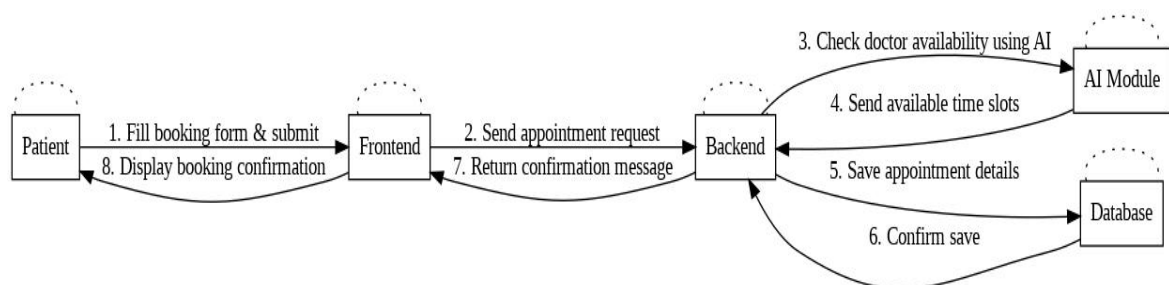 3. Check doctor availability using AI
AI Module
4. Send available time slots
Patient
1. Fill booking form & submit
Frontend
2. Send appointment request
Backend
8. Display booking confirmation
7. Return confirmation message
5. Save appointment details
Database
6. Confirm save